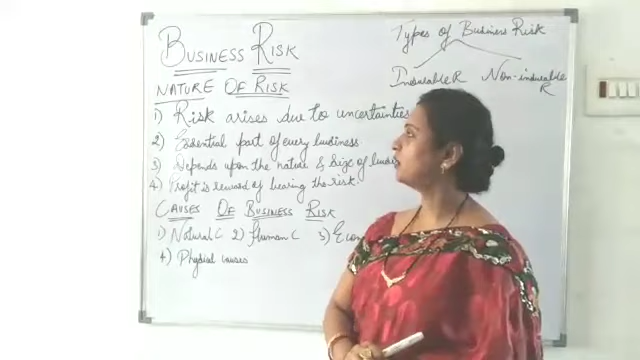 BUSINESS RISK
NATURE OF RISK
1) Risk arises due to uncertainties
2) Essential part of every business
3) Depends upon the nature & size of busi
4) Profit is reward of bearing the risk.
CAUSES OF BUSINESS RISK
1) Natural C 2) Human C 3) Econ
4) Physical causes
Types of Business Risk
Insurable R Non-insurable
R